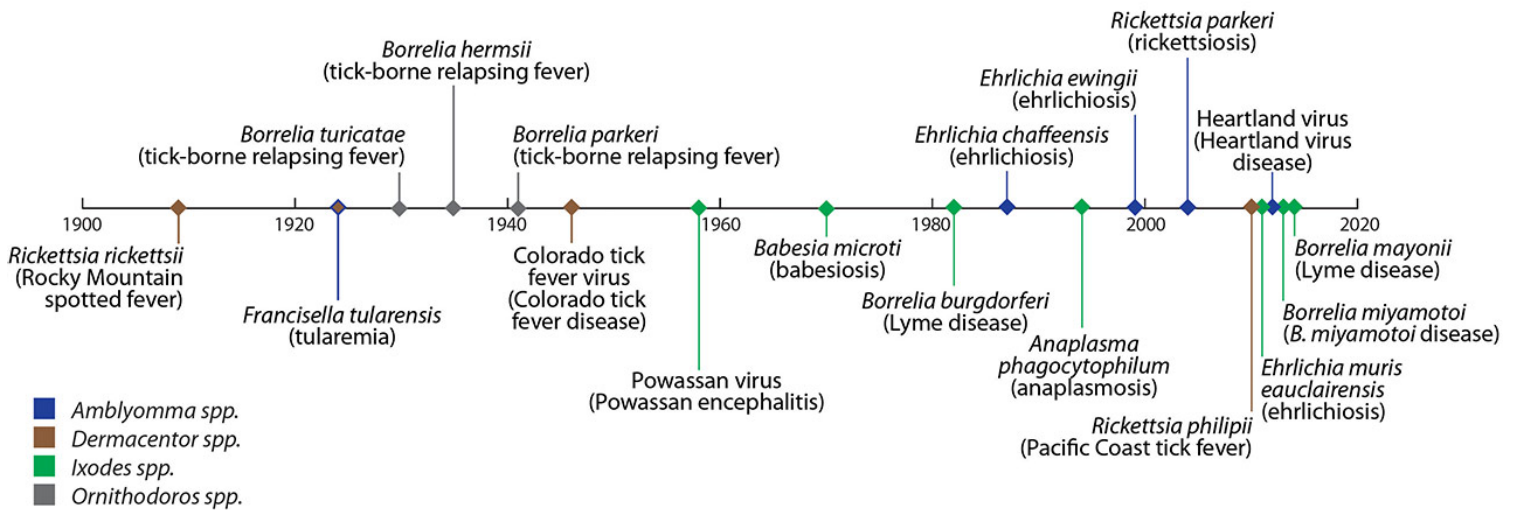 Rickettsia parkeri
(rickettsiosis)
Borrelia hermsii
(tick-borne relapsing fever)
Ehrlichia ewingii
(ehrlichiosis)
Heartland virus
(Heartland virus
disease)
Borrelia turicatae
(tick-borne relapsing fever)
Borrelia parkeri
(tick-borne relapsing fever)
Ehrlichia chaffeensis
(ehrlichiosis)
1900
1920
1940
1960
1980
2000
2020
Rickettsia rickettsii
(Rocky Mountain
spotted fever)
Francisella tularensis
(tularemia)
Colorado tick
fever virus
(Colorado tick
fever disease)
Powassan virus
(Powassan encephalitis)
Babesia microti
(babesiosis)
Borrelia burgdorferi
(Lyme disease)
Anaplasma
phagocytophilum
(anaplasmosis)
Rickettsia philipii
(Pacific Coast tick fever)
Borrelia mayonii
(Lyme disease)
Borrelia miyamotoi
(B. miyamotoi disease)
Ehrlichia muris
eauclairensis
(ehrlichiosis)
Amblyomma spp.
Dermacentor spp.
Ixodes spp.
Ornithodoros spp.